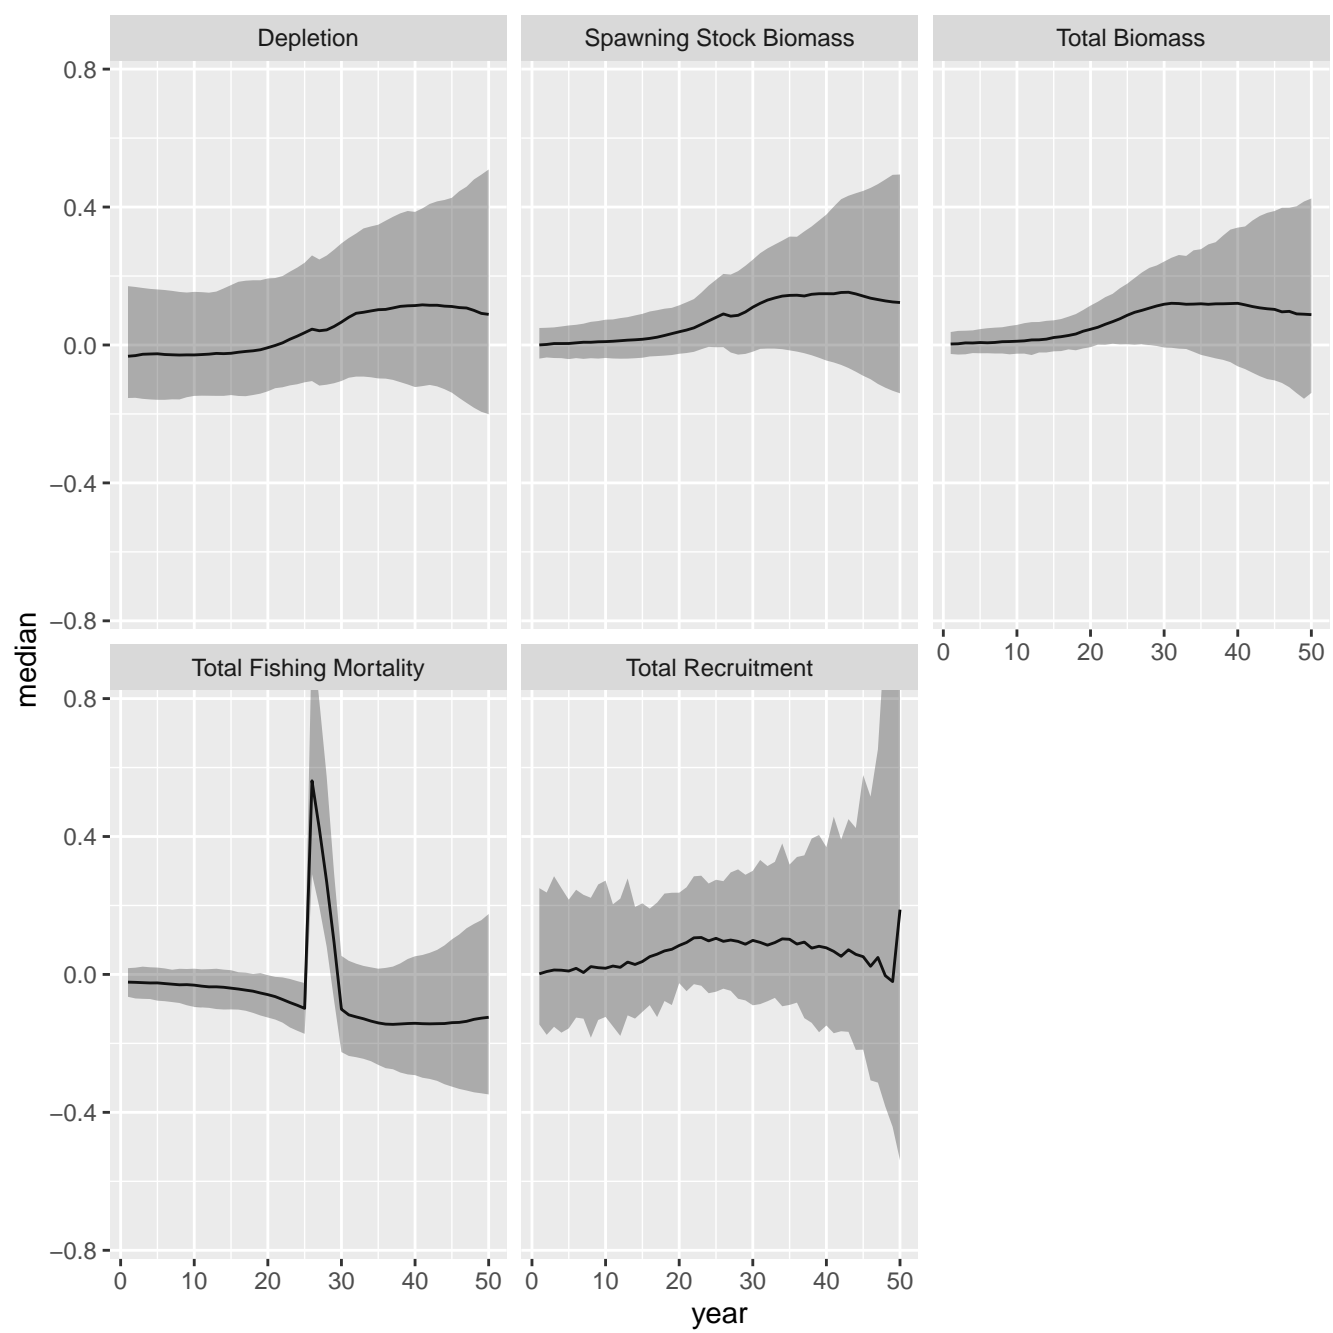 Depletion
Spawning Stock Biomass
Total Biomass
0.8
0.4
0.0
−0.4
−0.8
0 10 20 30 40 50
median
Total Fishing Mortality
Total Recruitment
0.8
0.4
0.0
−0.4
−0.8
0 10 20 30 40 50
0 10 20 30 40 50
year